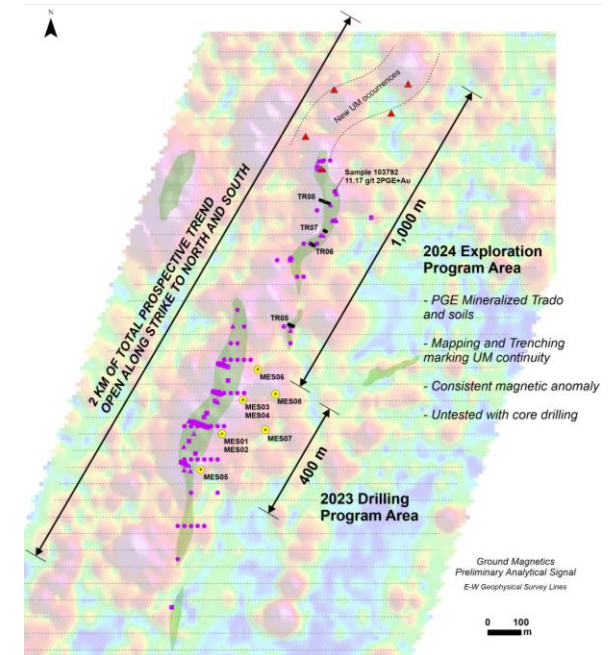 N
New UM occurrences
Sample 103792
11.17 g/t 2PGE+Au
TR08
TR07
TR06
TR05
2 KM OF TOTAL PROSPECTIVE TREND
OPEN ALONG STRIKE TO NORTH AND SOUTH
1,000 m
2024 Exploration
Program Area
- PGE Mineralized Trado
and soils
- Mapping and Trenching
marking UM continuity
- Consistent magnetic anomaly
- Untested with core drilling
MES06
MES08
MES03
MES04
MES07
MES01
MES02
MES05
400 m
2023 Drilling
Program Area
Ground Magnetics
Preliminary Analytical Signal
E-W Geophysical Survey Lines
0 100
m